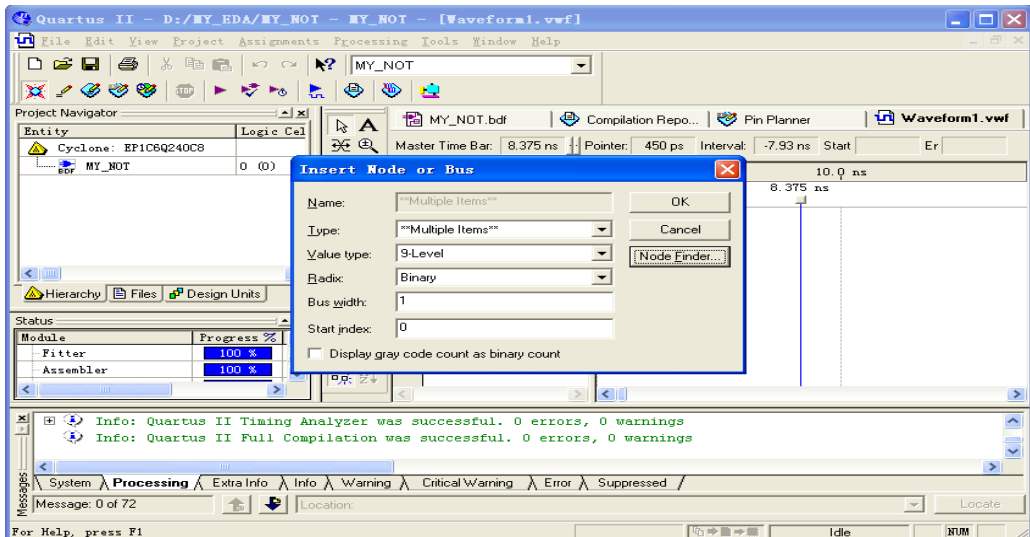 Quartus II - D:/MY_EDA/MY_NOT - MY_NOT - [Waveform1.vwf]
File Edit View Project Assignments Processing Tools Window Help
MY_NOT
Project Navigator
MY_NOT.bdf Compilation Repo... Pin Planner Waveform1.vwf
Entity Logic Cel
Master Time Bar: 8.375 ns Pointer: 450 ps Interval: -7.93 ns Start Er
Cyclone: EP1C6Q240C8
MY_NOT 0 (0)
10.0 ns
8.375 ns
Insert Node or Bus
Name: **Multiple Items** OK
Type: **Multiple Items** Cancel
Value type: 9-Level Node Finder...
Radix: Binary
Bus width: 1
Start index: 0
Display gray code count as binary count
Hierarchy Files Design Units
Status
Module Progress %
Fitter 100 %
Assembler 100 %
Info: Quartus II Timing Analyzer was successful. 0 errors, 0 warnings
Info: Quartus II Full Compilation was successful. 0 errors, 0 warnings
Messages
System Processing Extra Info Info Warning Critical Warning Error Suppressed
Message: 0 of 72 Location: Locate
For Help, press F1 Idle NUM